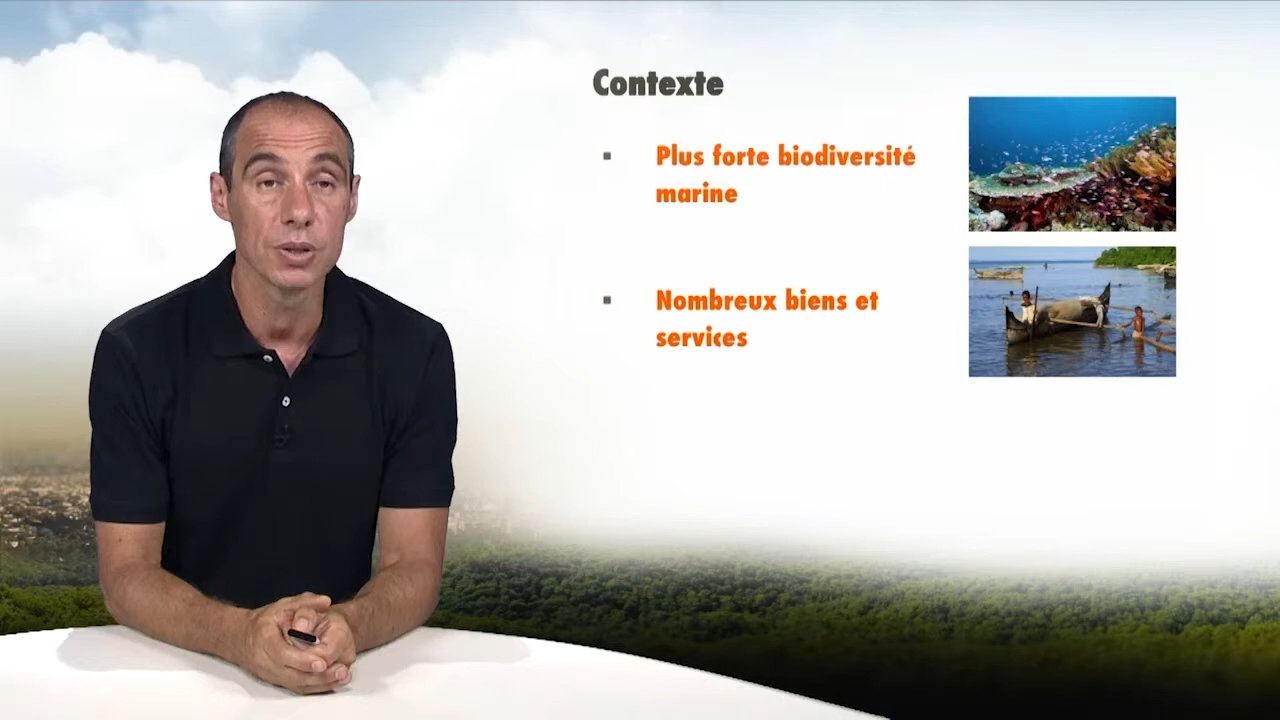 Contexte
▪ Plus forte biodiversité
marine
▪ Nombreux biens et
services